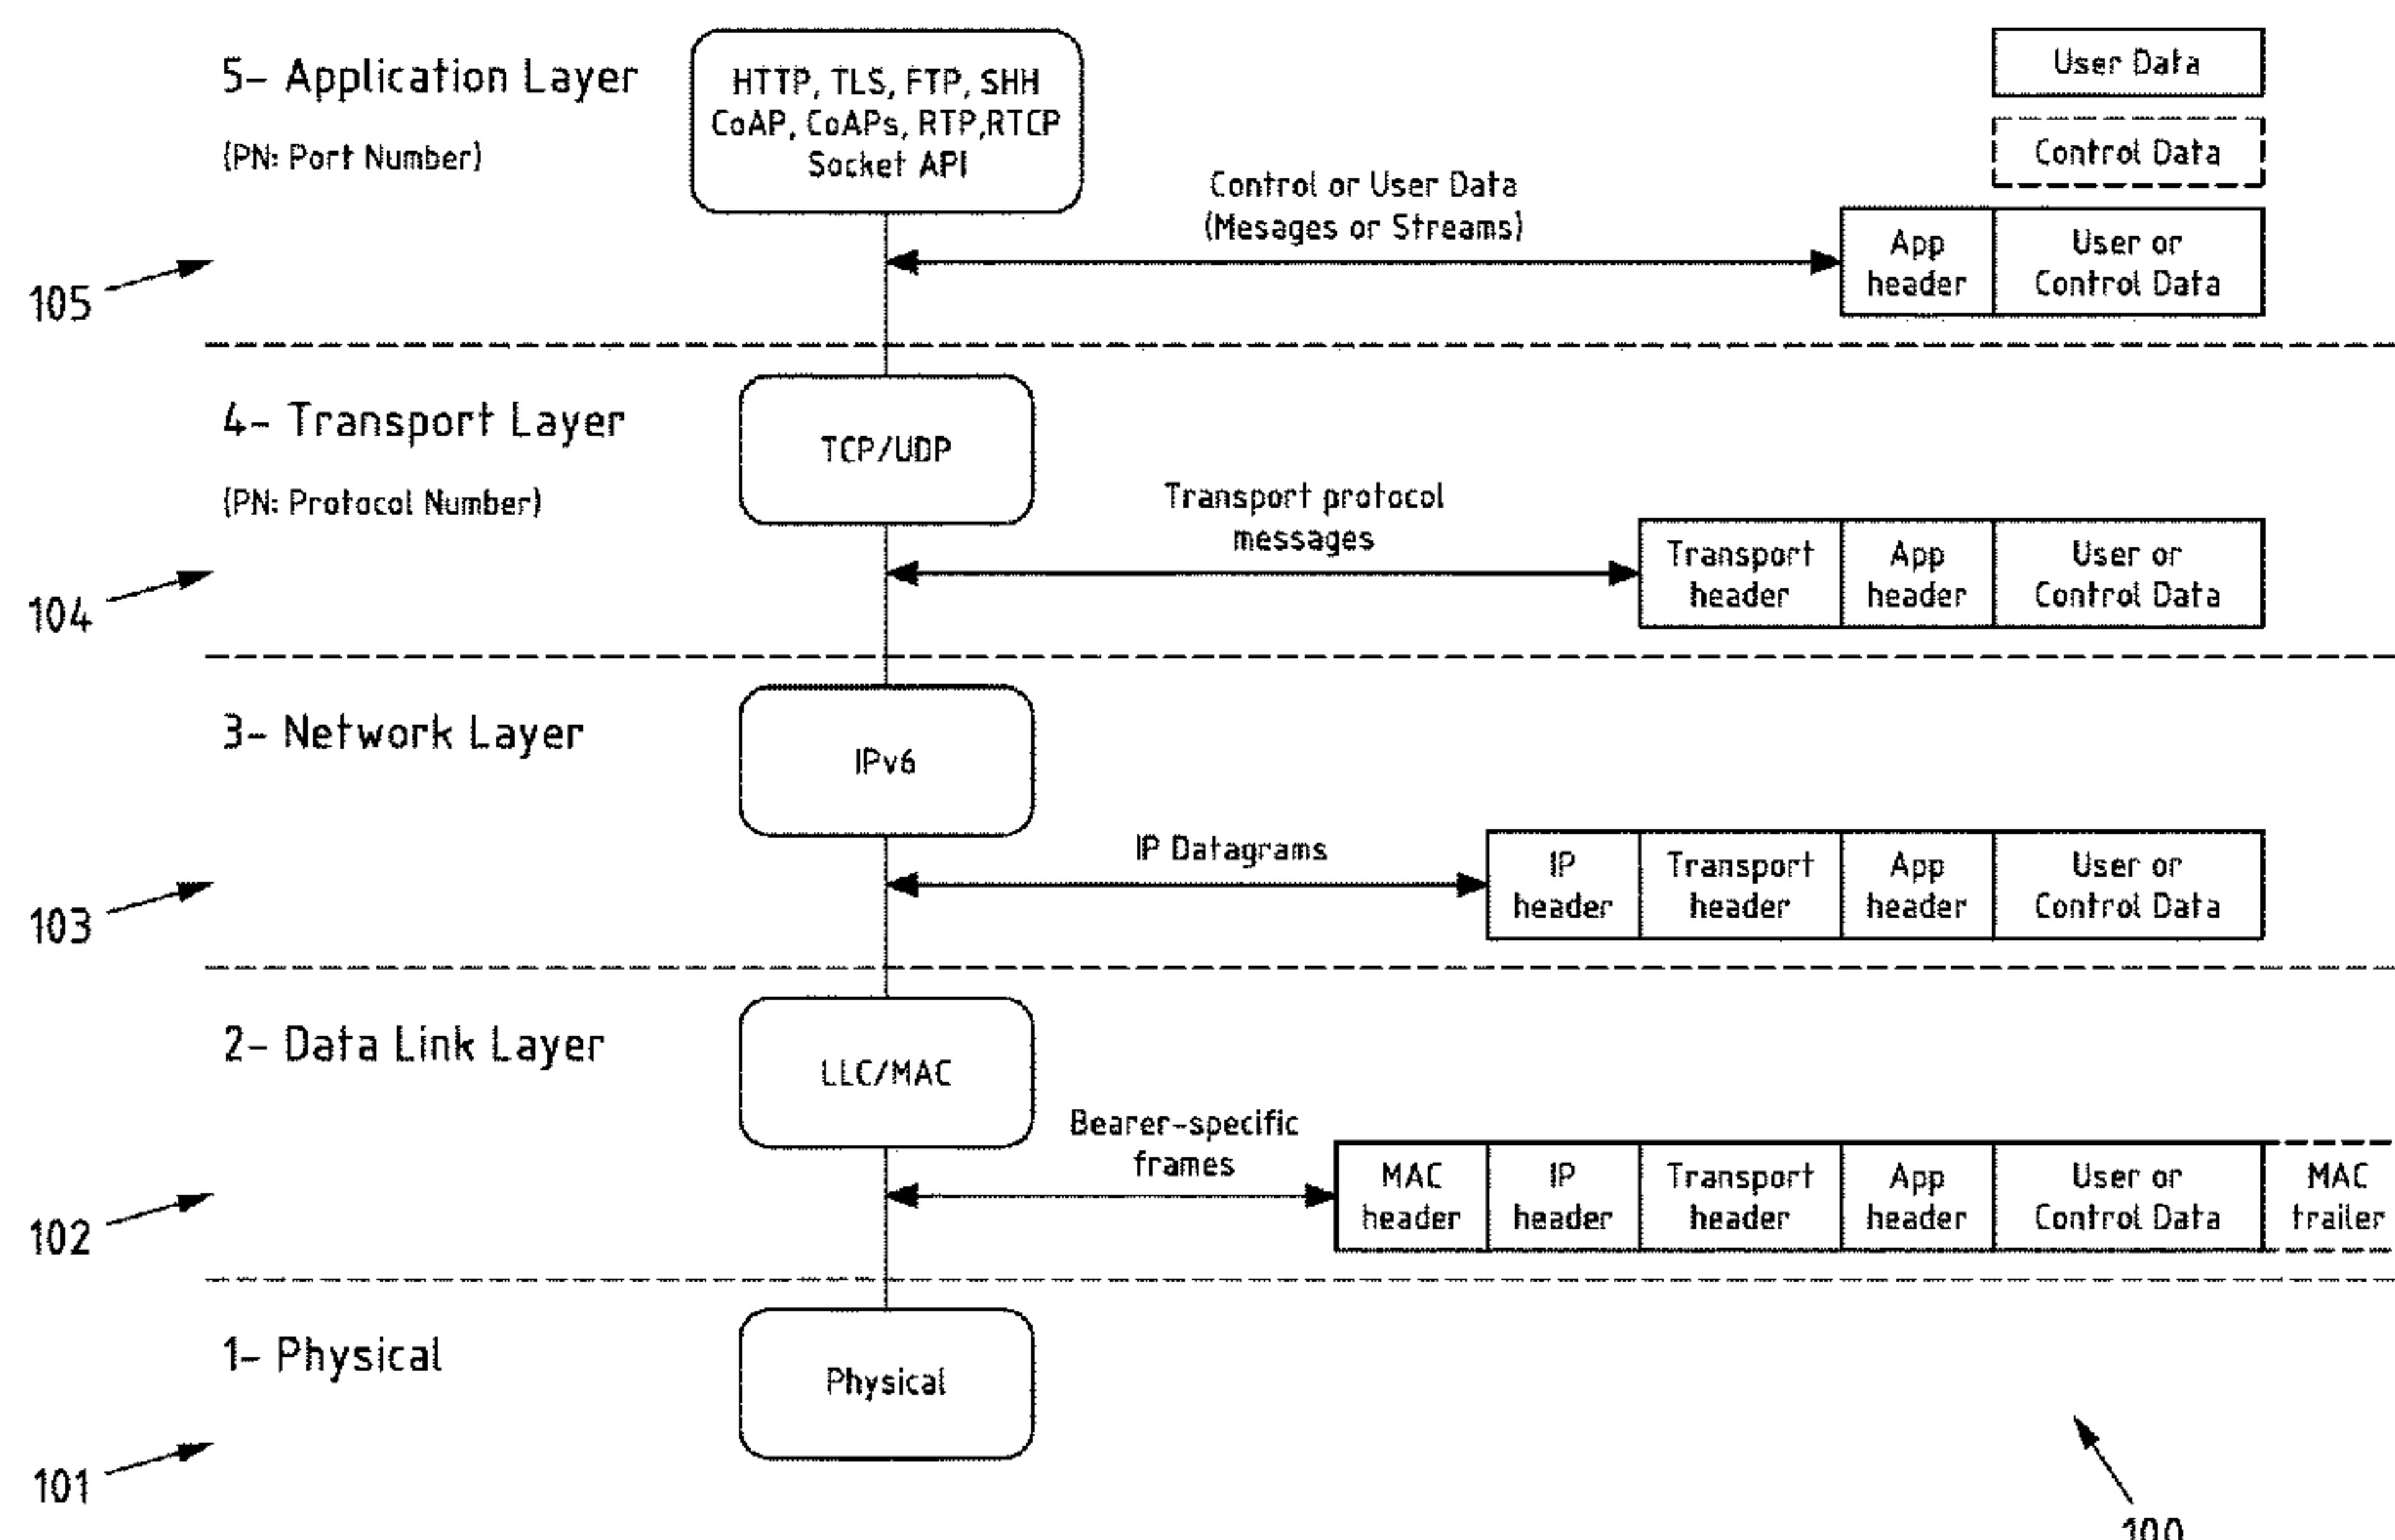 5- Application Layer
(PN: Port Number)
HTTP, TLS, FTP, SHH
CoAP, CoAPs, RTP,RTCP
Socket API
User Data
Control Data
Control or User Data
(Mesages or Streams)
App
header
User or
Control Data
105
4- Transport Layer
(PN: Protocol Number)
TCP/UDP
Transport protocol
messages
Transport
header
App
header
User or
Control Data
104
3- Network Layer
IPv6
IP Datagrams
IP
header
Transport
header
App
header
User or
Control Data
103
2- Data Link Layer
LLC/MAC
Bearer-specific
frames
MAC
header
IP
header
Transport
header
App
header
User or
Control Data
MAC
trailer
102
1- Physical
Physical
101
100